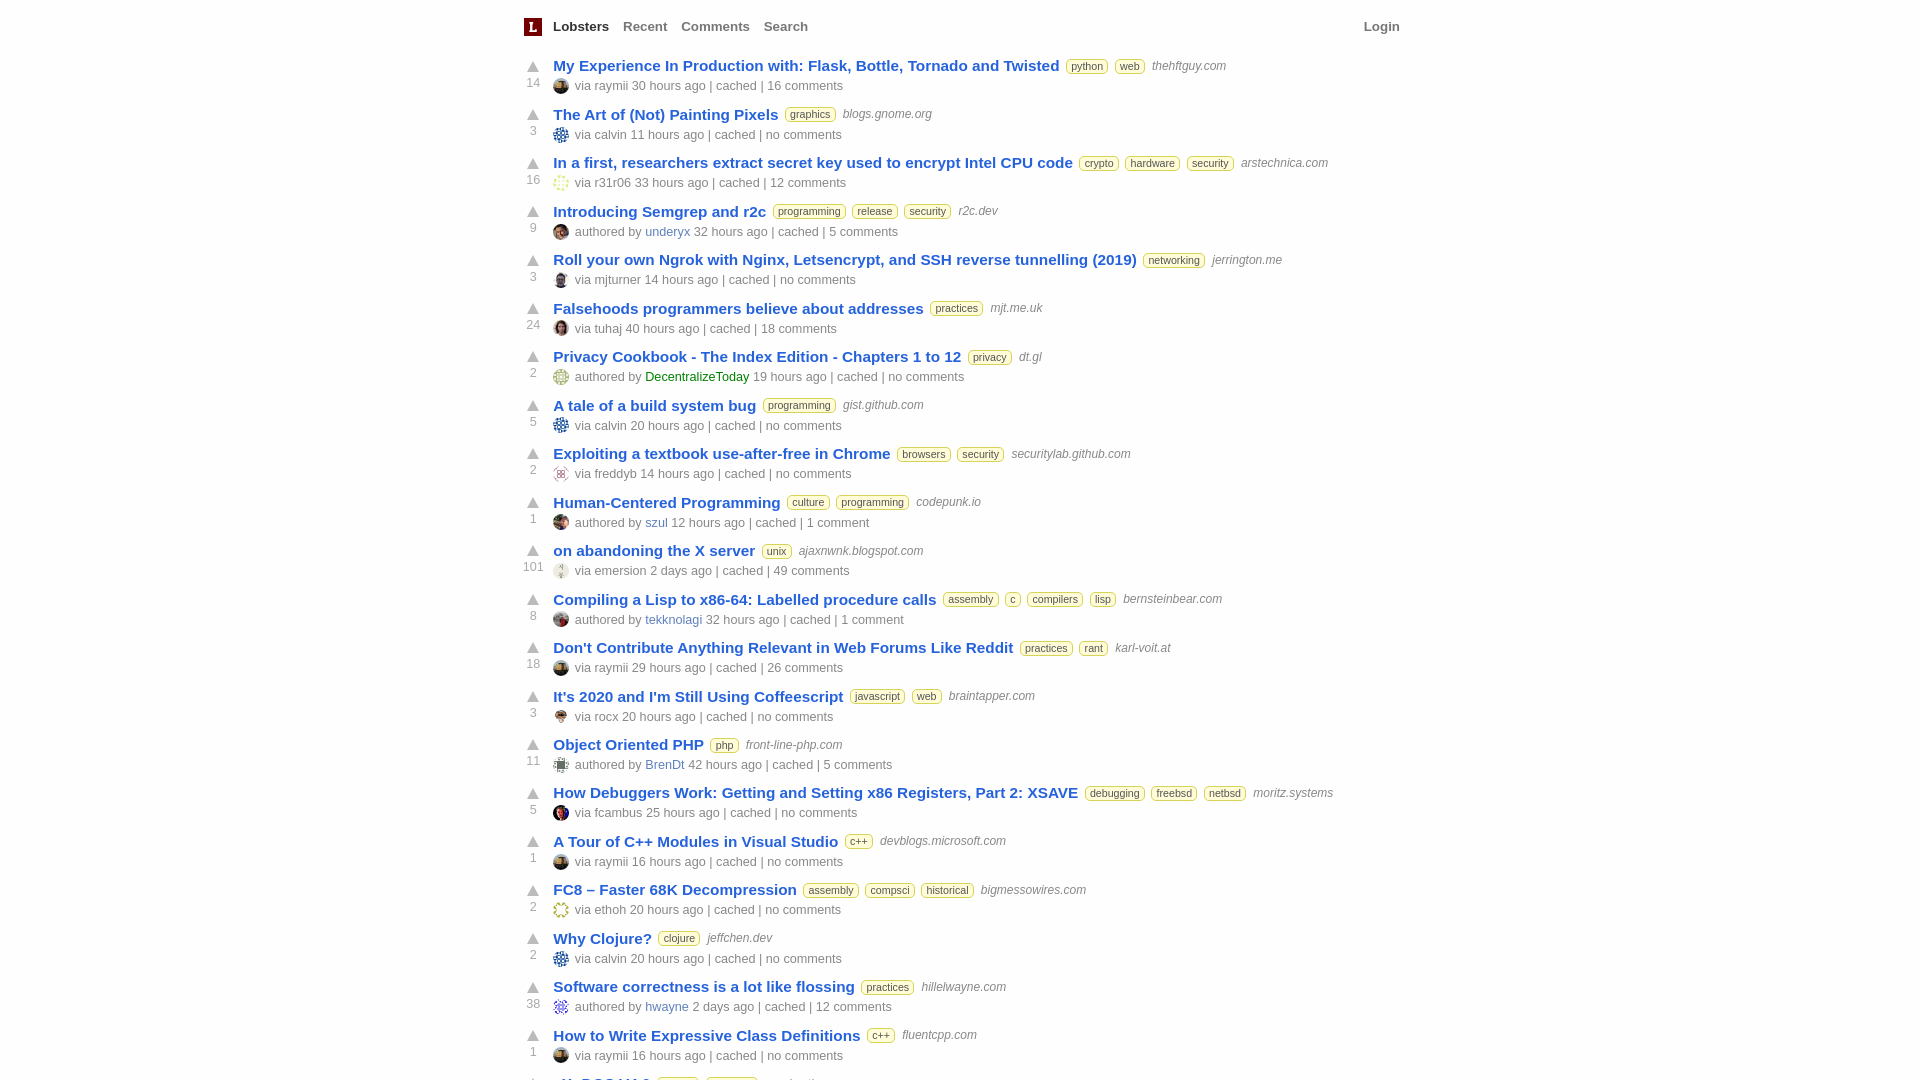 L Lobsters Recent Comments Search Login
My Experience In Production with: Flask, Bottle, Tornado and Twisted python web thehftguy.com
14 via raymii 30 hours ago | cached | 16 comments
The Art of (Not) Painting Pixels graphics blogs.gnome.org
3 via calvin 11 hours ago | cached | no comments
In a first, researchers extract secret key used to encrypt Intel CPU code crypto hardware security arstechnica.com
16 via r31r06 33 hours ago | cached | 12 comments
Introducing Semgrep and r2c programming release security r2c.dev
9 authored by underyx 32 hours ago | cached | 5 comments
Roll your own Ngrok with Nginx, Letsencrypt, and SSH reverse tunnelling (2019) networking jerrington.me
3 via mjturner 14 hours ago | cached | no comments
Falsehoods programmers believe about addresses practices mjt.me.uk
24 via tuhaj 40 hours ago | cached | 18 comments
Privacy Cookbook - The Index Edition - Chapters 1 to 12 privacy dt.gl
2 authored by DecentralizeToday 19 hours ago | cached | no comments
A tale of a build system bug programming gist.github.com
5 via calvin 20 hours ago | cached | no comments
Exploiting a textbook use-after-free in Chrome browsers security securitylab.github.com
2 via freddyb 14 hours ago | cached | no comments
Human-Centered Programming culture programming codepunk.io
1 authored by szul 12 hours ago | cached | 1 comment
on abandoning the X server unix ajaxnwnk.blogspot.com
101 via emersion 2 days ago | cached | 49 comments
Compiling a Lisp to x86-64: Labelled procedure calls assembly c compilers lisp bernsteinbear.com
8 authored by tekknolagi 32 hours ago | cached | 1 comment
Don't Contribute Anything Relevant in Web Forums Like Reddit practices rant karl-voit.at
18 via raymii 29 hours ago | cached | 26 comments
It's 2020 and I'm Still Using Coffeescript javascript web braintapper.com
3 via rocx 20 hours ago | cached | no comments
Object Oriented PHP php front-line-php.com
11 authored by BrenDt 42 hours ago | cached | 5 comments
How Debuggers Work: Getting and Setting x86 Registers, Part 2: XSAVE debugging freebsd netbsd moritz.systems
5 via fcambus 25 hours ago | cached | no comments
A Tour of C++ Modules in Visual Studio c++ devblogs.microsoft.com
1 via raymii 16 hours ago | cached | no comments
FC8 – Faster 68K Decompression assembly compsci historical bigmessowires.com
2 via ethoh 20 hours ago | cached | no comments
Why Clojure? clojure jeffchen.dev
2 via calvin 20 hours ago | cached | no comments
Software correctness is a lot like flossing practices hillelwayne.com
38 authored by hwayne 2 days ago | cached | 12 comments
How to Write Expressive Class Definitions c++ fluentcpp.com
1 via raymii 16 hours ago | cached | no comments